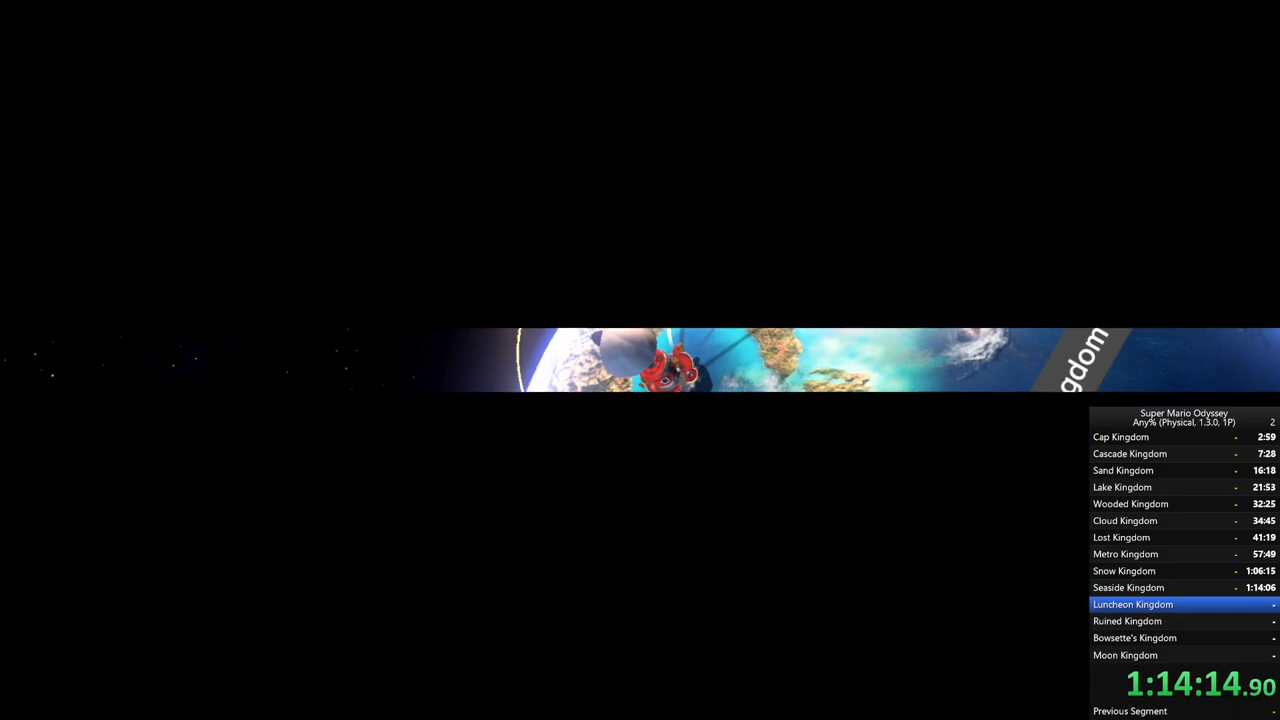 gdom
Super Mario Odyssey
Any% (Physical, 1.3.0, 1P) 2
Cap Kingdom - 2:59
Cascade Kingdom - 7:28
Sand Kingdom - 16:18
Lake Kingdom - 21:53
Wooded Kingdom - 32:25
Cloud Kingdom - 34:45
Lost Kingdom - 41:19
Metro Kingdom - 57:49
Snow Kingdom - 1:06:15
Seaside Kingdom - 1:14:06
Luncheon Kingdom -
Ruined Kingdom -
Bowsette's Kingdom -
Moon Kingdom -
1:14:14.90
Previous Segment -